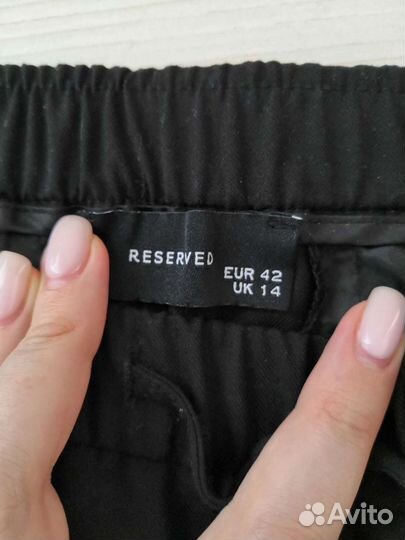 RESERVED
EUR 42
UK 14
Avito